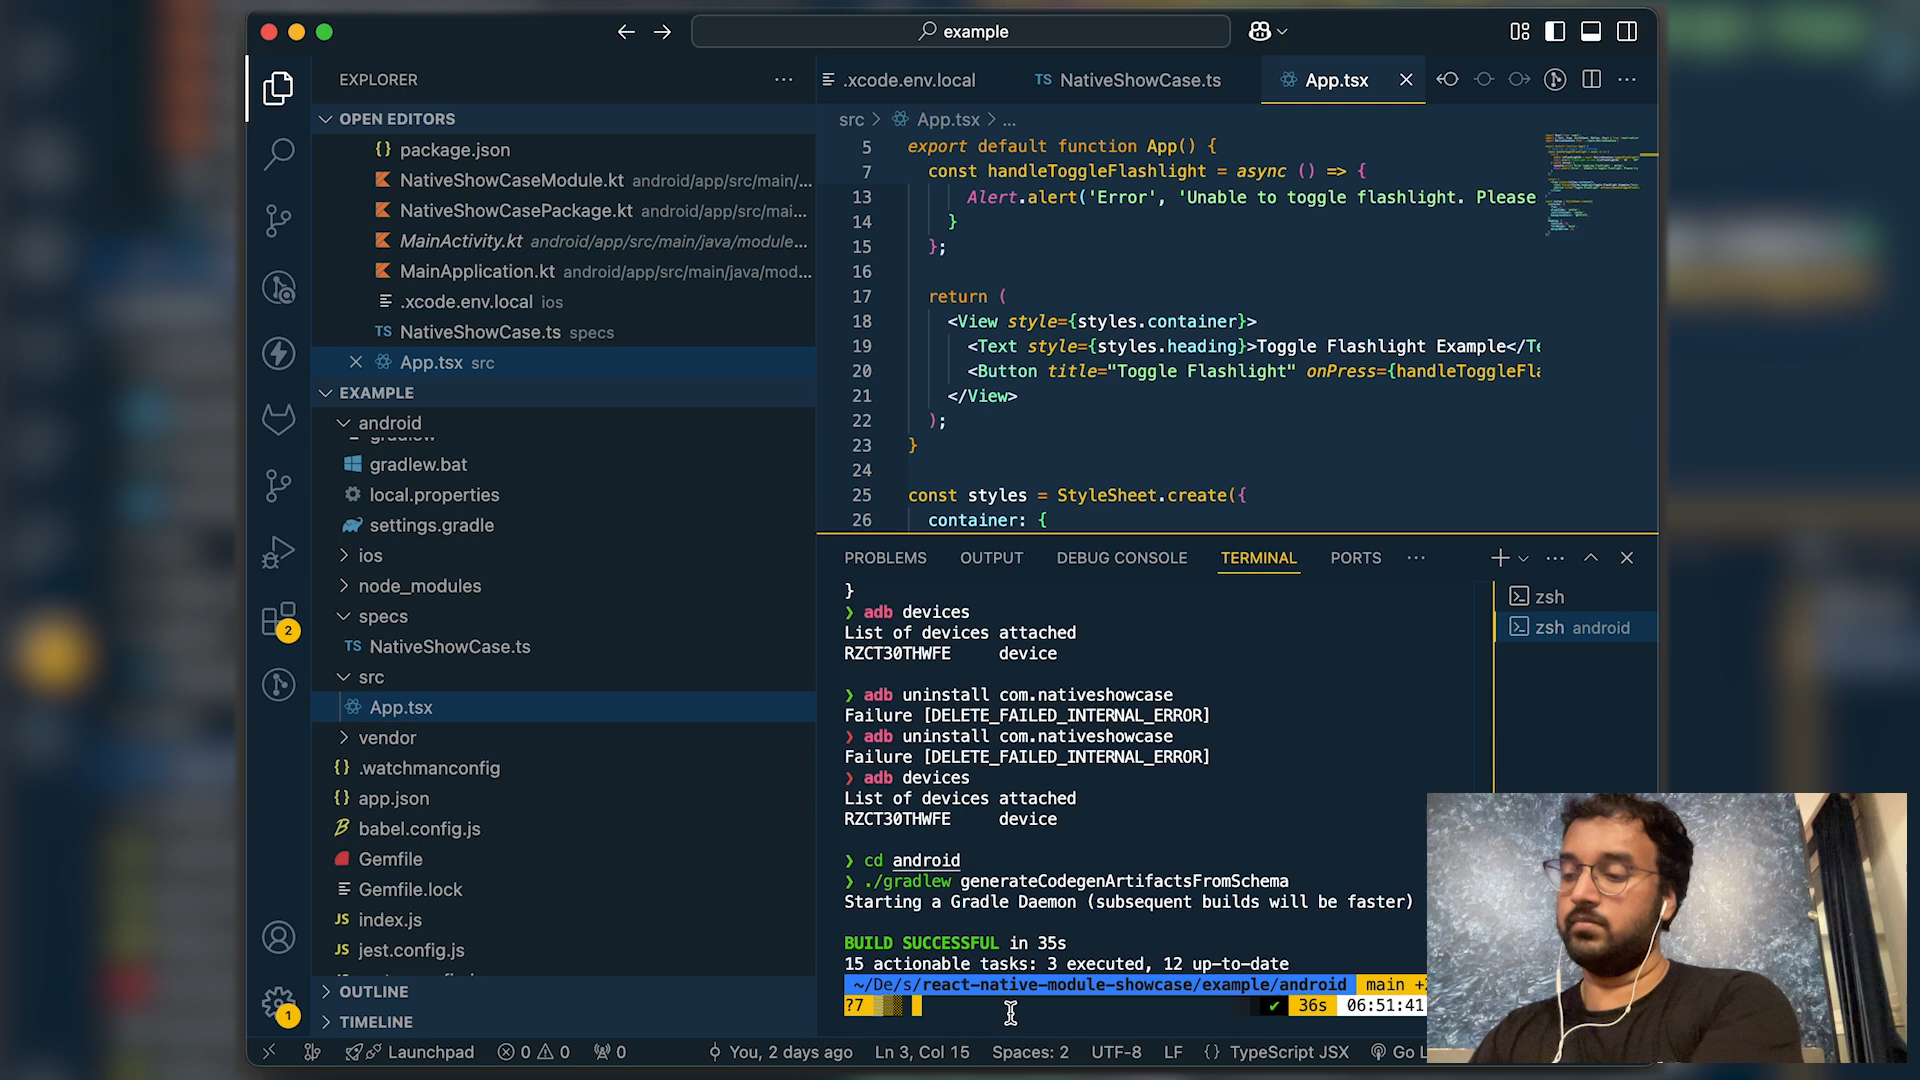 example
EXPLORER
.xcode.env.local
TS NativeShowCase.ts
App.tsx
OPEN EDITORS
src > App.tsx > ...
{} package.json
NativeShowCaseModule.kt android/app/src/main/...
NativeShowCasePackage.kt android/app/src/mai...
MainActivity.kt android/app/src/main/java/module...
MainApplication.kt android/app/src/main/java/mod...
.xcode.env.local ios
TS NativeShowCase.ts specs
App.tsx src
EXAMPLE
android
gradlew
gradlew.bat
local.properties
settings.gradle
ios
node_modules
specs
TS NativeShowCase.ts
src
App.tsx
vendor
{} .watchmanconfig
{} app.json
babel.config.js
Gemfile
Gemfile.lock
JS index.js
JS jest.config.js
OUTLINE
TIMELINE
2
1
5 export default function App() {
7 const handleToggleFlashlight = async () => {
13 Alert.alert('Error', 'Unable to toggle flashlight. Please
14 }
15 };
16
17 return (
18 <View style={styles.container}>
19 <Text style={styles.heading}>Toggle Flashlight Example</Te
20 <Button title="Toggle Flashlight" onPress={handleToggleFla
21 </View>
22 );
23 }
24
25 const styles = StyleSheet.create({
26 container: {
PROBLEMS OUTPUT DEBUG CONSOLE TERMINAL PORTS ...
zsh
zsh android
}
❯ adb devices
List of devices attached
RZCT30THWFE device
❯ adb uninstall com.nativeshowcase
Failure [DELETE_FAILED_INTERNAL_ERROR]
❯ adb uninstall com.nativeshowcase
Failure [DELETE_FAILED_INTERNAL_ERROR]
❯ adb devices
List of devices attached
RZCT30THWFE device
❯ cd android
❯ ./gradlew generateCodegenArtifactsFromSchema
Starting a Gradle Daemon (subsequent builds will be faster)
BUILD SUCCESSFUL in 35s
15 actionable tasks: 3 executed, 12 up-to-date
~/De/s/react-native-module-showcase/example/android main
?7 ✔ 36s 06:51:41
Launchpad 0 0 0 You, 2 days ago Ln 3, Col 15 Spaces: 2 UTF-8 LF {} TypeScript JSX Go L